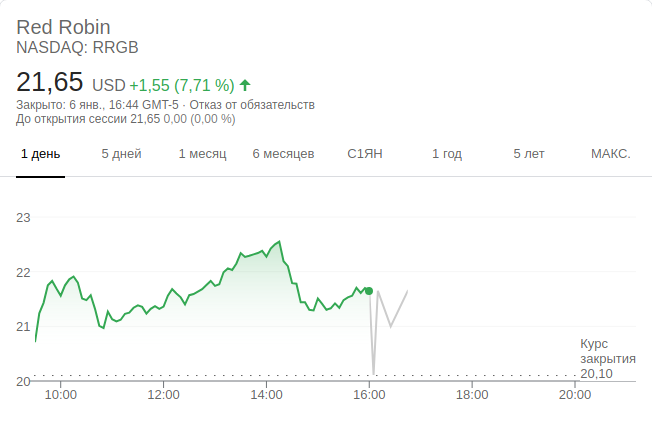 Red Robin
NASDAQ: RRGB
21,65 USD +1,55 (7,71 %)
Закрыто: 6 янв., 16:44 GMT-5 · Отказ от обязательств
До открытия сессии 21,65 0,00 (0,00 %)
1 день 5 дней 1 месяц 6 месяцев С1ЯН 1 год 5 лет МАКС.
23
22
21
Курс
закрытия
20,10
20
10:00 12:00 14:00 16:00 18:00 20:00